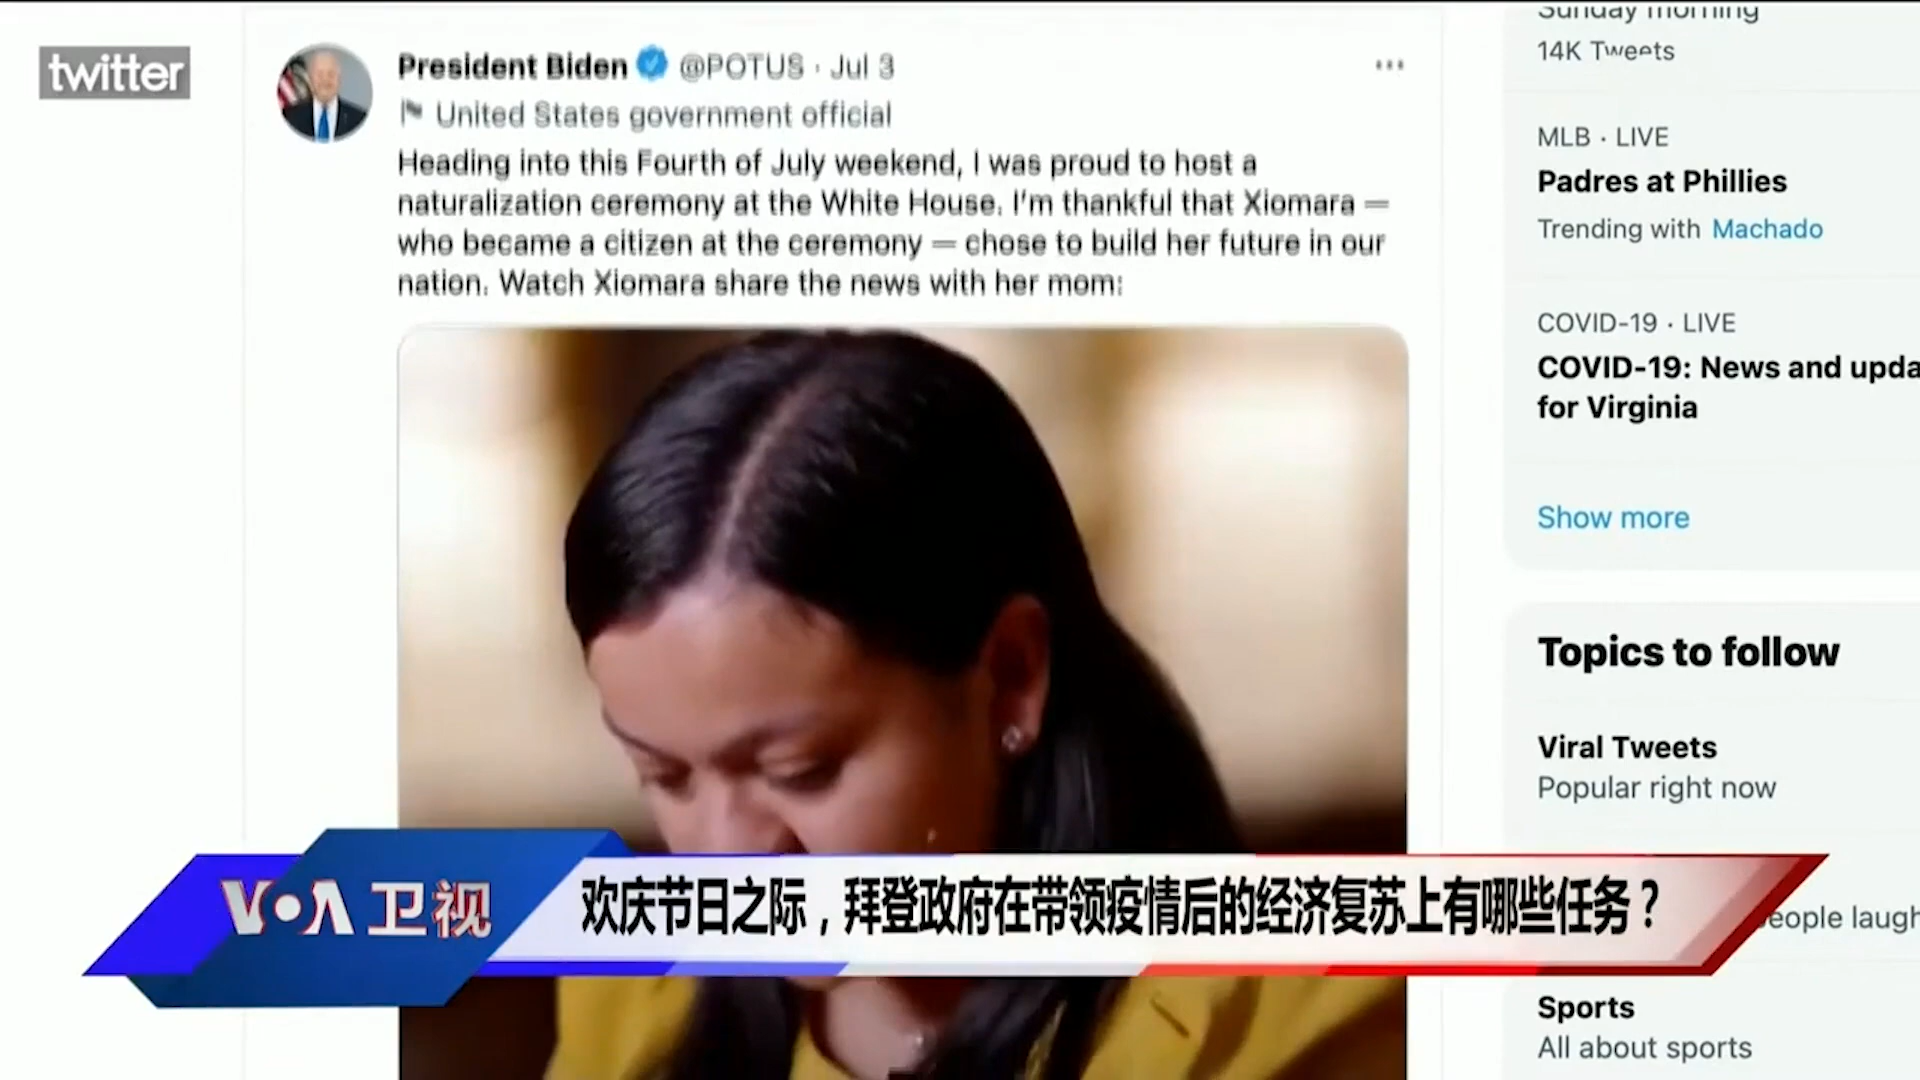 twitter
President Biden @POTUS · Jul 3
United States government official
Heading into this Fourth of July weekend, I was proud to host a
naturalization ceremony at the White House. I'm thankful that Xiomara —
who became a citizen at the ceremony — chose to build her future in our
nation. Watch Xiomara share the news with her mom:
Sunday morning
14K Tweets
MLB · LIVE
Padres at Phillies
Trending with Machado
COVID-19 · LIVE
COVID-19: News and upda
for Virginia
Show more
Topics to follow
Viral Tweets
Popular right now
eople laugh
Sports
All about sports
VOA 卫视
欢庆节日之际，拜登政府在带领疫情后的经济复苏上有哪些任务？